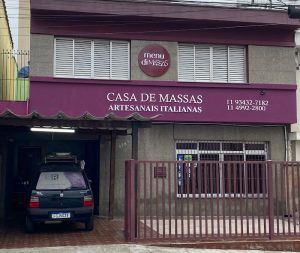 menu
di Massas
CASA DE MASSAS
ARTESANAIS ITALIANAS
11 93432-7182
11 4992-2800